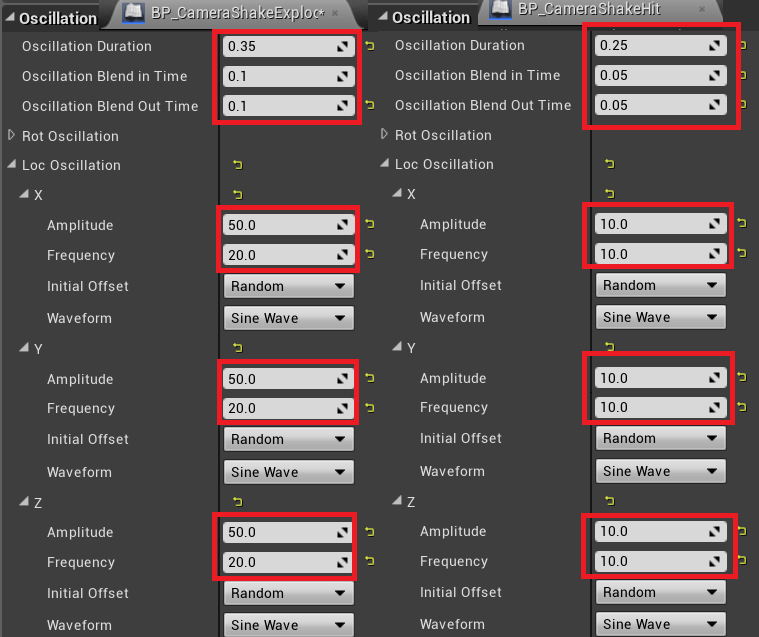 Oscillation BP_CameraShakeExploc*
Oscillation Duration 0.35
Oscillation Blend in Time 0.1
Oscillation Blend Out Time 0.1
Rot Oscillation
Loc Oscillation
X
Amplitude 50.0
Frequency 20.0
Initial Offset Random
Waveform Sine Wave
Y
Amplitude 50.0
Frequency 20.0
Initial Offset Random
Waveform Sine Wave
Z
Amplitude 50.0
Frequency 20.0
Initial Offset Random
Waveform Sine Wave
Oscillation BP_CameraShakeHit
Oscillation Duration 0.25
Oscillation Blend in Time 0.05
Oscillation Blend Out Time 0.05
Rot Oscillation
Loc Oscillation
X
Amplitude 10.0
Frequency 10.0
Initial Offset Random
Waveform Sine Wave
Y
Amplitude 10.0
Frequency 10.0
Initial Offset Random
Waveform Sine Wave
Z
Amplitude 10.0
Frequency 10.0
Initial Offset Random
Waveform Sine Wave